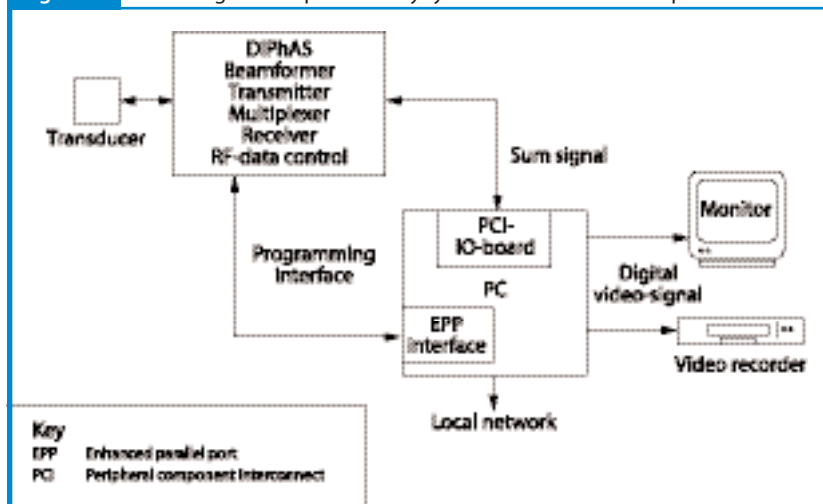 DIPhAS
Beamformer
Transmitter
Multiplexer
Receiver
RF-data control
Transducer
Sum signal
Monitor
PCI-
IO-board
Programming
Interface
PC
Digital
video-signal
EPP
interface
Video recorder
Local network
Key
EPP Enhanced parallel port
PCI Peripheral component interconnect